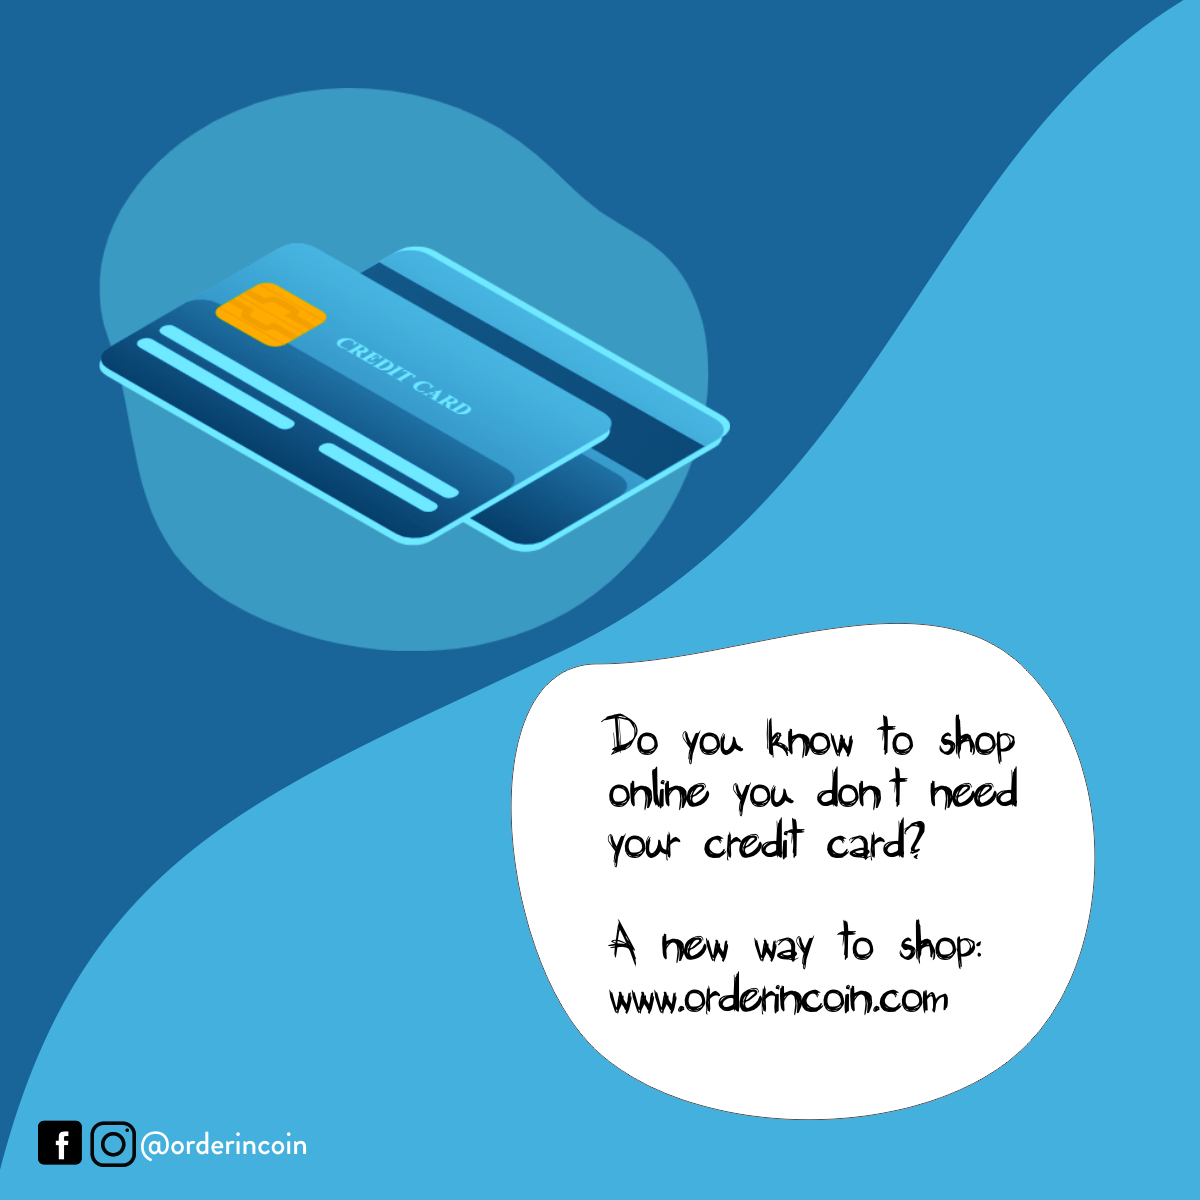 CREDIT CARD
Do you know to shop
online you don't need
your credit card?
A new way to shop:
www.orderincoin.com
@orderincoin